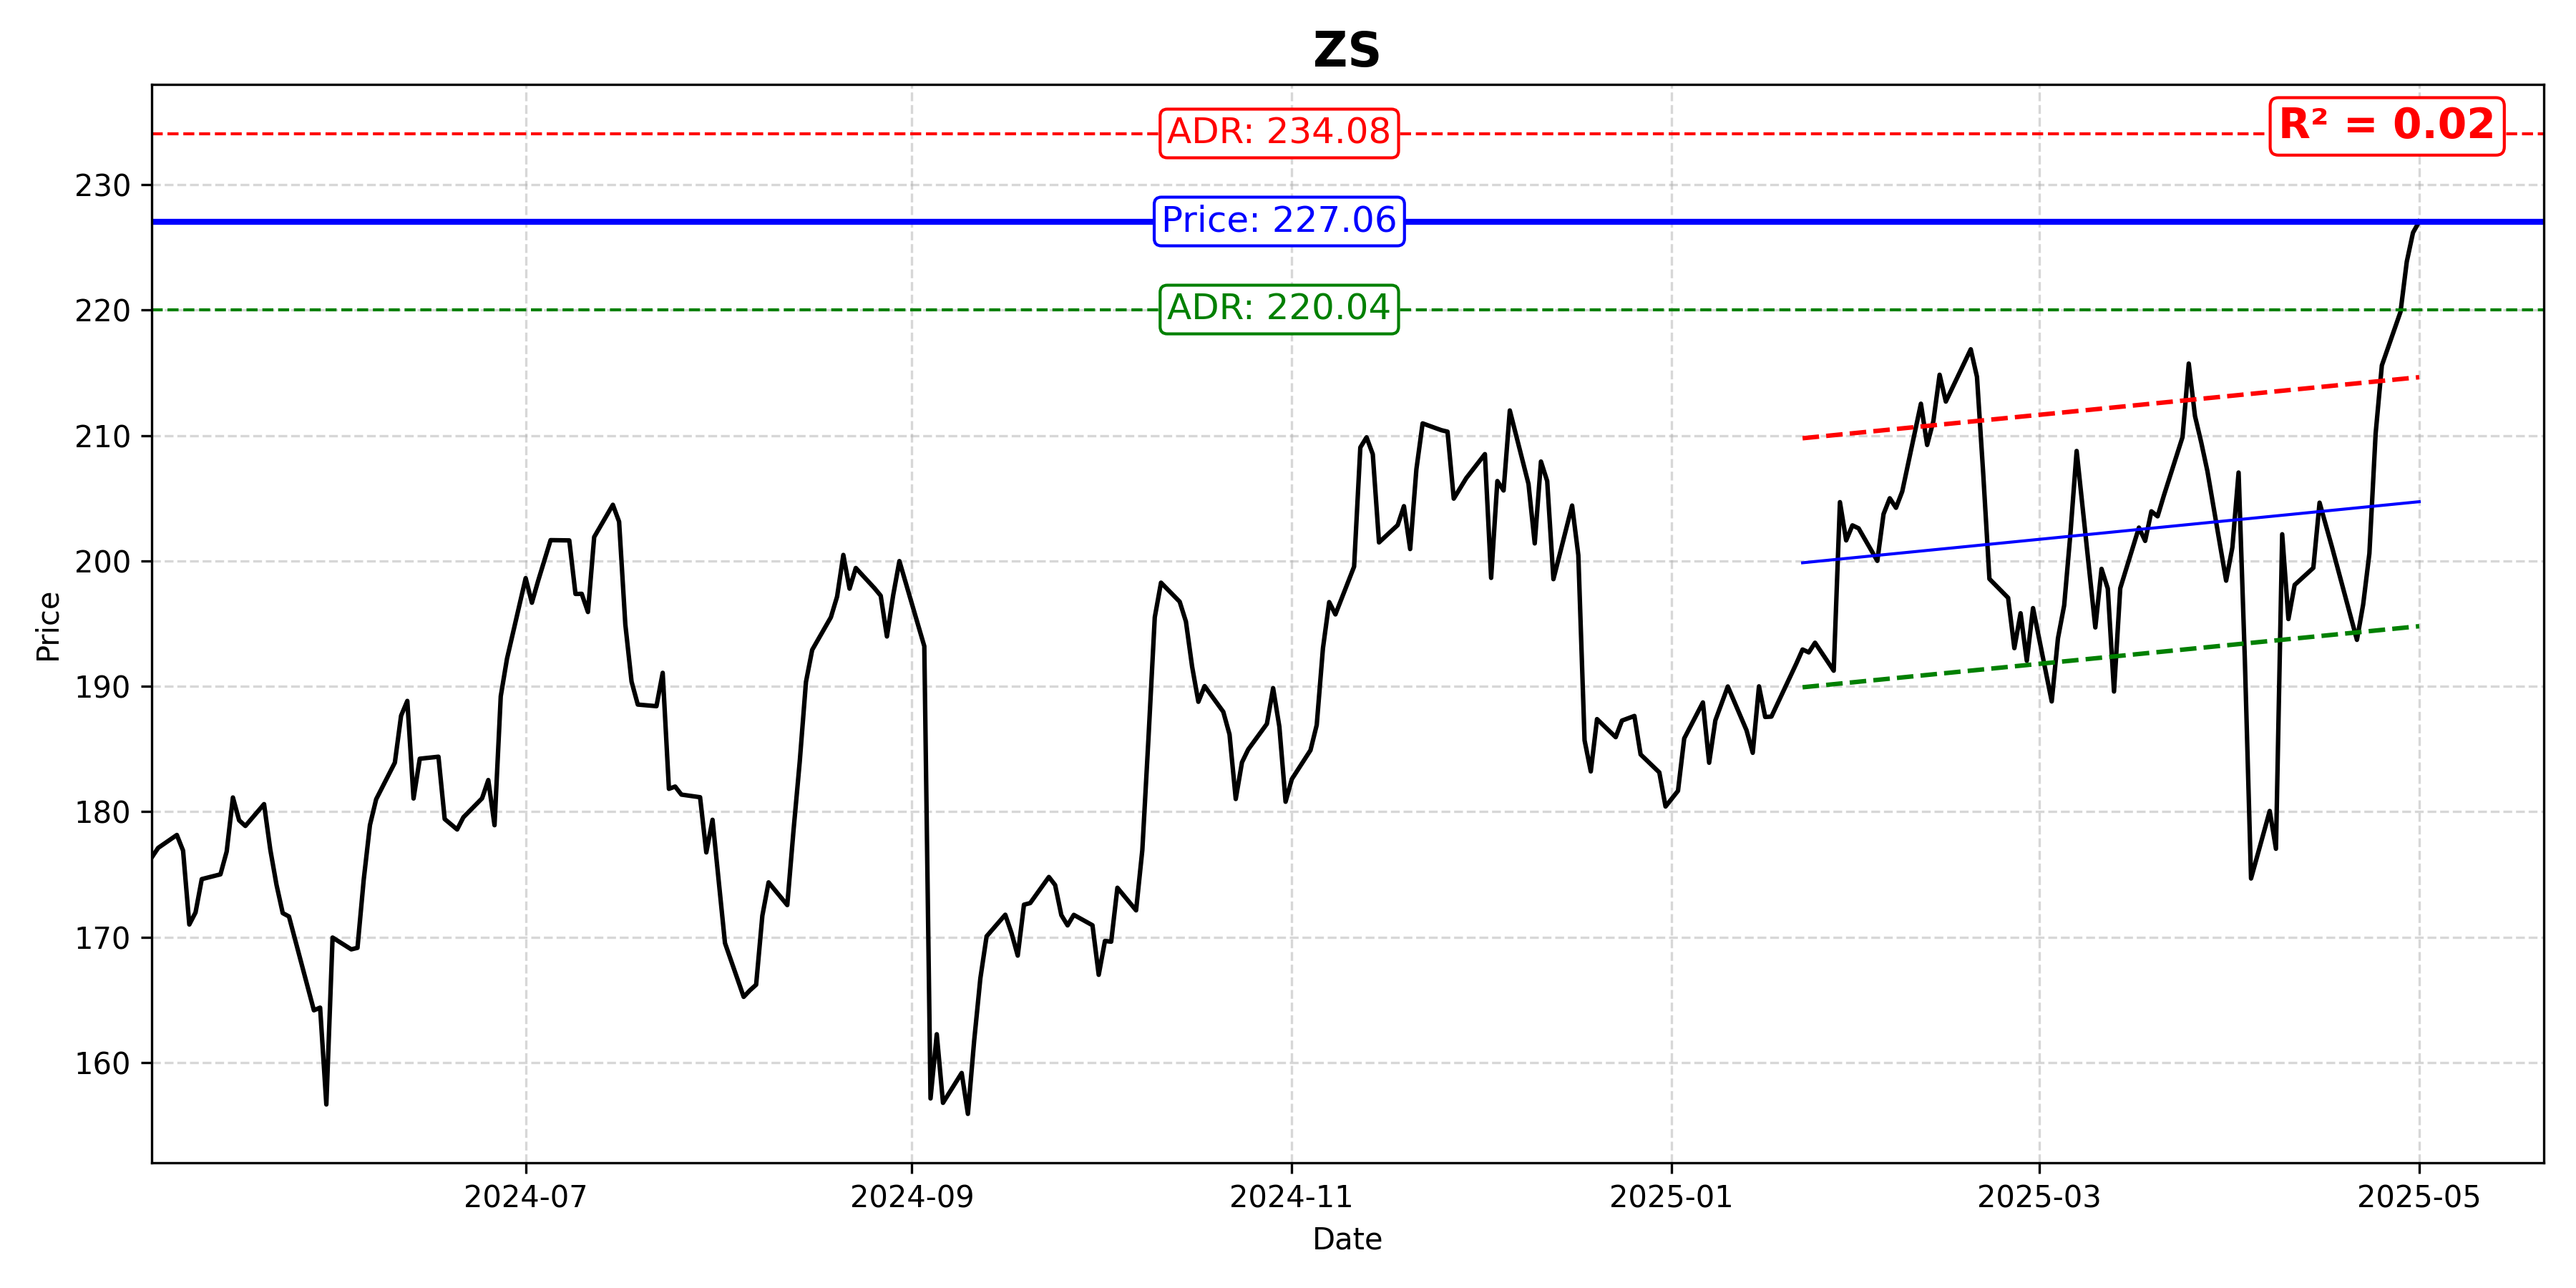 ZS
ADR: 234.08
R² = 0.02
Price: 227.06
ADR: 220.04
230
220
210
200
190
180
170
160
Price
2024-07
2024-09
2024-11
2025-01
2025-03
2025-05
Date